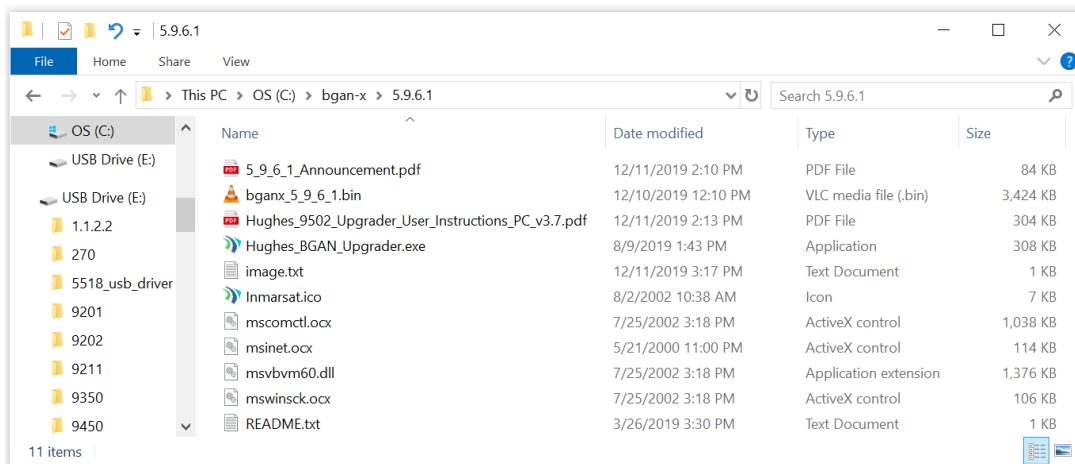 5.9.6.1
File Home Share View
This PC > OS (C:) > bgan-x > 5.9.6.1 Search 5.9.6.1
OS (C:)
USB Drive (E:)
USB Drive (E:)
1.1.2.2
270
5518_usb_driver
9201
9202
9211
9350
9450
Name Date modified Type Size
5_9_6_1_Announcement.pdf 12/11/2019 2:10 PM PDF File 84 KB
bganx_5_9_6_1.bin 12/10/2019 12:10 PM VLC media file (.bin) 3,424 KB
Hughes_9502_Upgrader_User_Instructions_PC_v3.7.pdf 12/11/2019 2:13 PM PDF File 304 KB
Hughes_BGAN_Upgrader.exe 8/9/2019 1:43 PM Application 308 KB
image.txt 12/11/2019 3:17 PM Text Document 1 KB
Inmarsat.ico 8/2/2002 10:38 AM Icon 7 KB
mscomctl.ocx 7/25/2002 3:18 PM ActiveX control 1,038 KB
msinet.ocx 5/21/2000 11:00 PM ActiveX control 114 KB
msvbvm60.dll 7/25/2002 3:18 PM Application extension 1,376 KB
mswinsck.ocx 7/25/2002 3:18 PM ActiveX control 106 KB
README.txt 3/26/2019 3:30 PM Text Document 1 KB
11 items